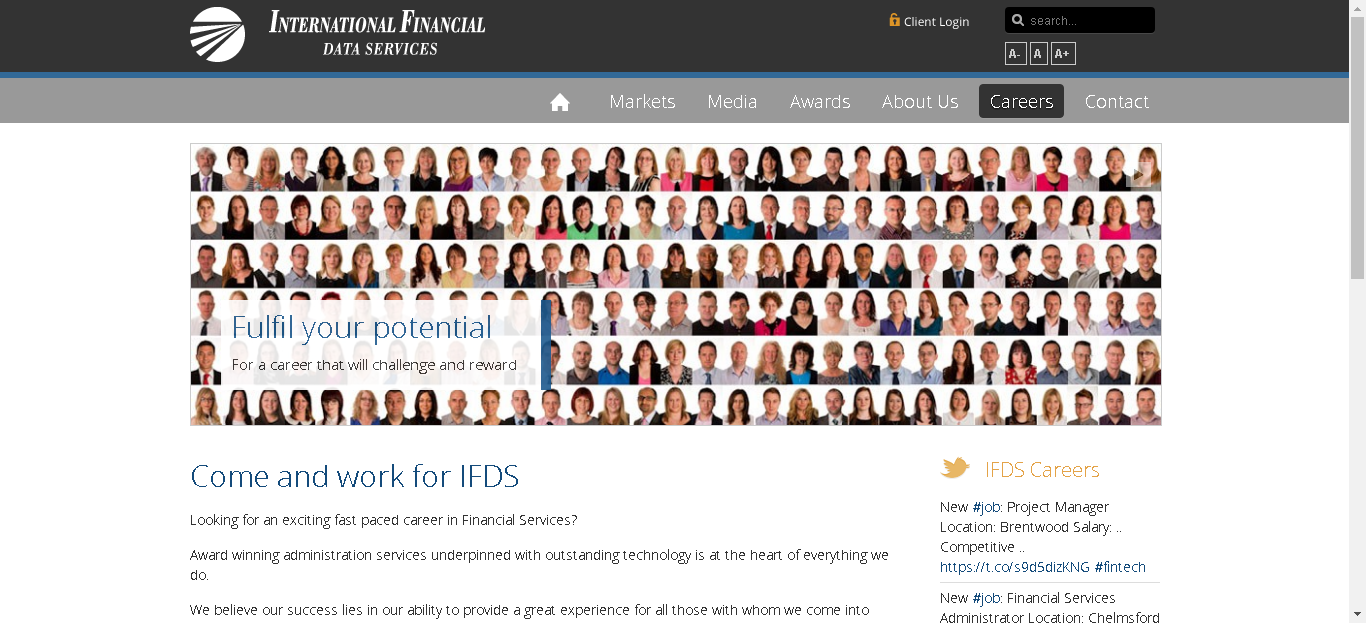 INTERNATIONAL FINANCIAL
DATA SERVICES
Client Login
search...
A-
A
A+
Markets
Media
Awards
About Us
Careers
Contact
Fulfil your potential
For a career that will challenge and reward
Come and work for IFDS
Looking for an exciting fast paced career in Financial Services?
Award winning administration services underpinned with outstanding technology is at the heart of everything we
do.
We believe our success lies in our ability to provide a great experience for all those with whom we come into
IFDS Careers
New #job: Project Manager
Location: Brentwood Salary: ..
Competitive ..
https://t.co/s9d5dizKNG #fintech
New #job: Financial Services
Administrator Location: Chelmsford